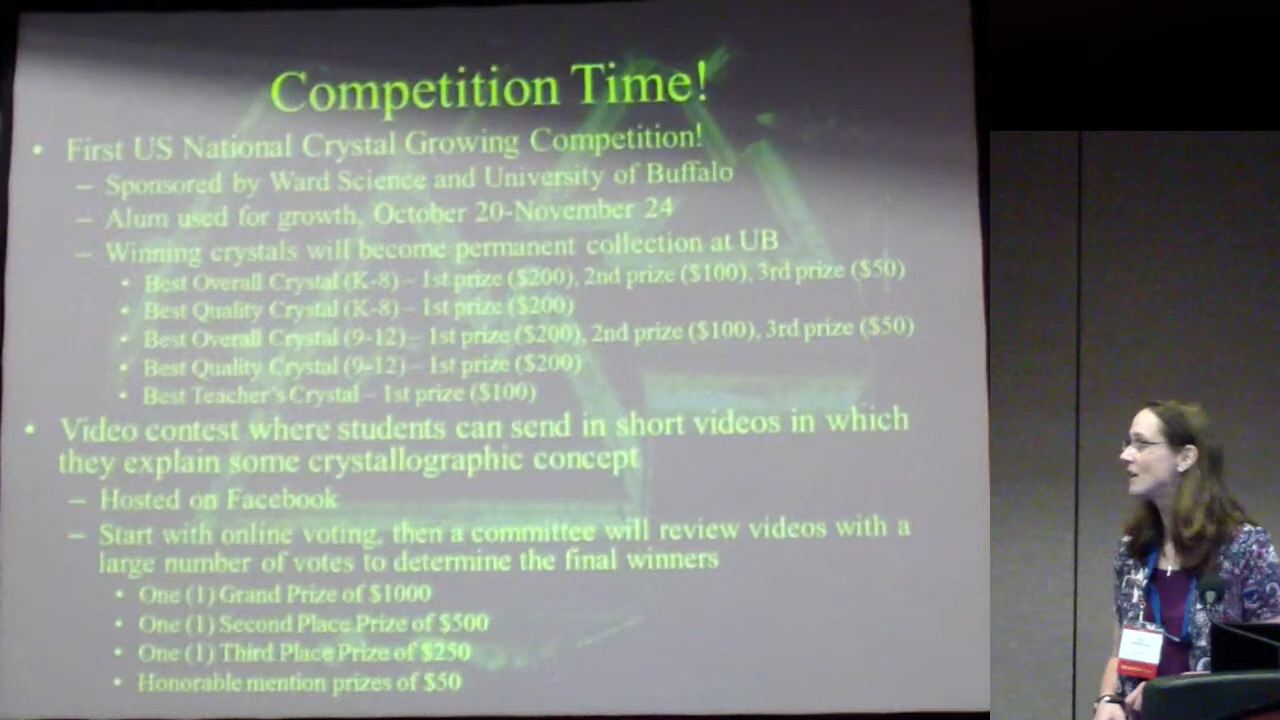 Competition Time!
• First US National Crystal Growing Competition!
– Sponsored by Ward Science and University of Buffalo
– Alum used for growth, October 20-November 24
– Winning crystals will become permanent collection at UB
• Best Overall Crystal (K-8) – 1st prize ($200), 2nd prize ($100), 3rd prize ($50)
• Best Quality Crystal (K-8) – 1st prize ($200)
• Best Overall Crystal (9-12) – 1st prize ($200), 2nd prize ($100), 3rd prize ($50)
• Best Quality Crystal (9-12) – 1st prize ($200)
• Best Teacher's Crystal – 1st prize ($100)
• Video contest where students can send in short videos in which
they explain some crystallographic concept
– Hosted on Facebook
– Start with online voting, then a committee will review videos with a
large number of votes to determine the final winners
• One (1) Grand Prize of $1000
• One (1) Second Place Prize of $500
• One (1) Third Place Prize of $250
• Honorable mention prizes of $50